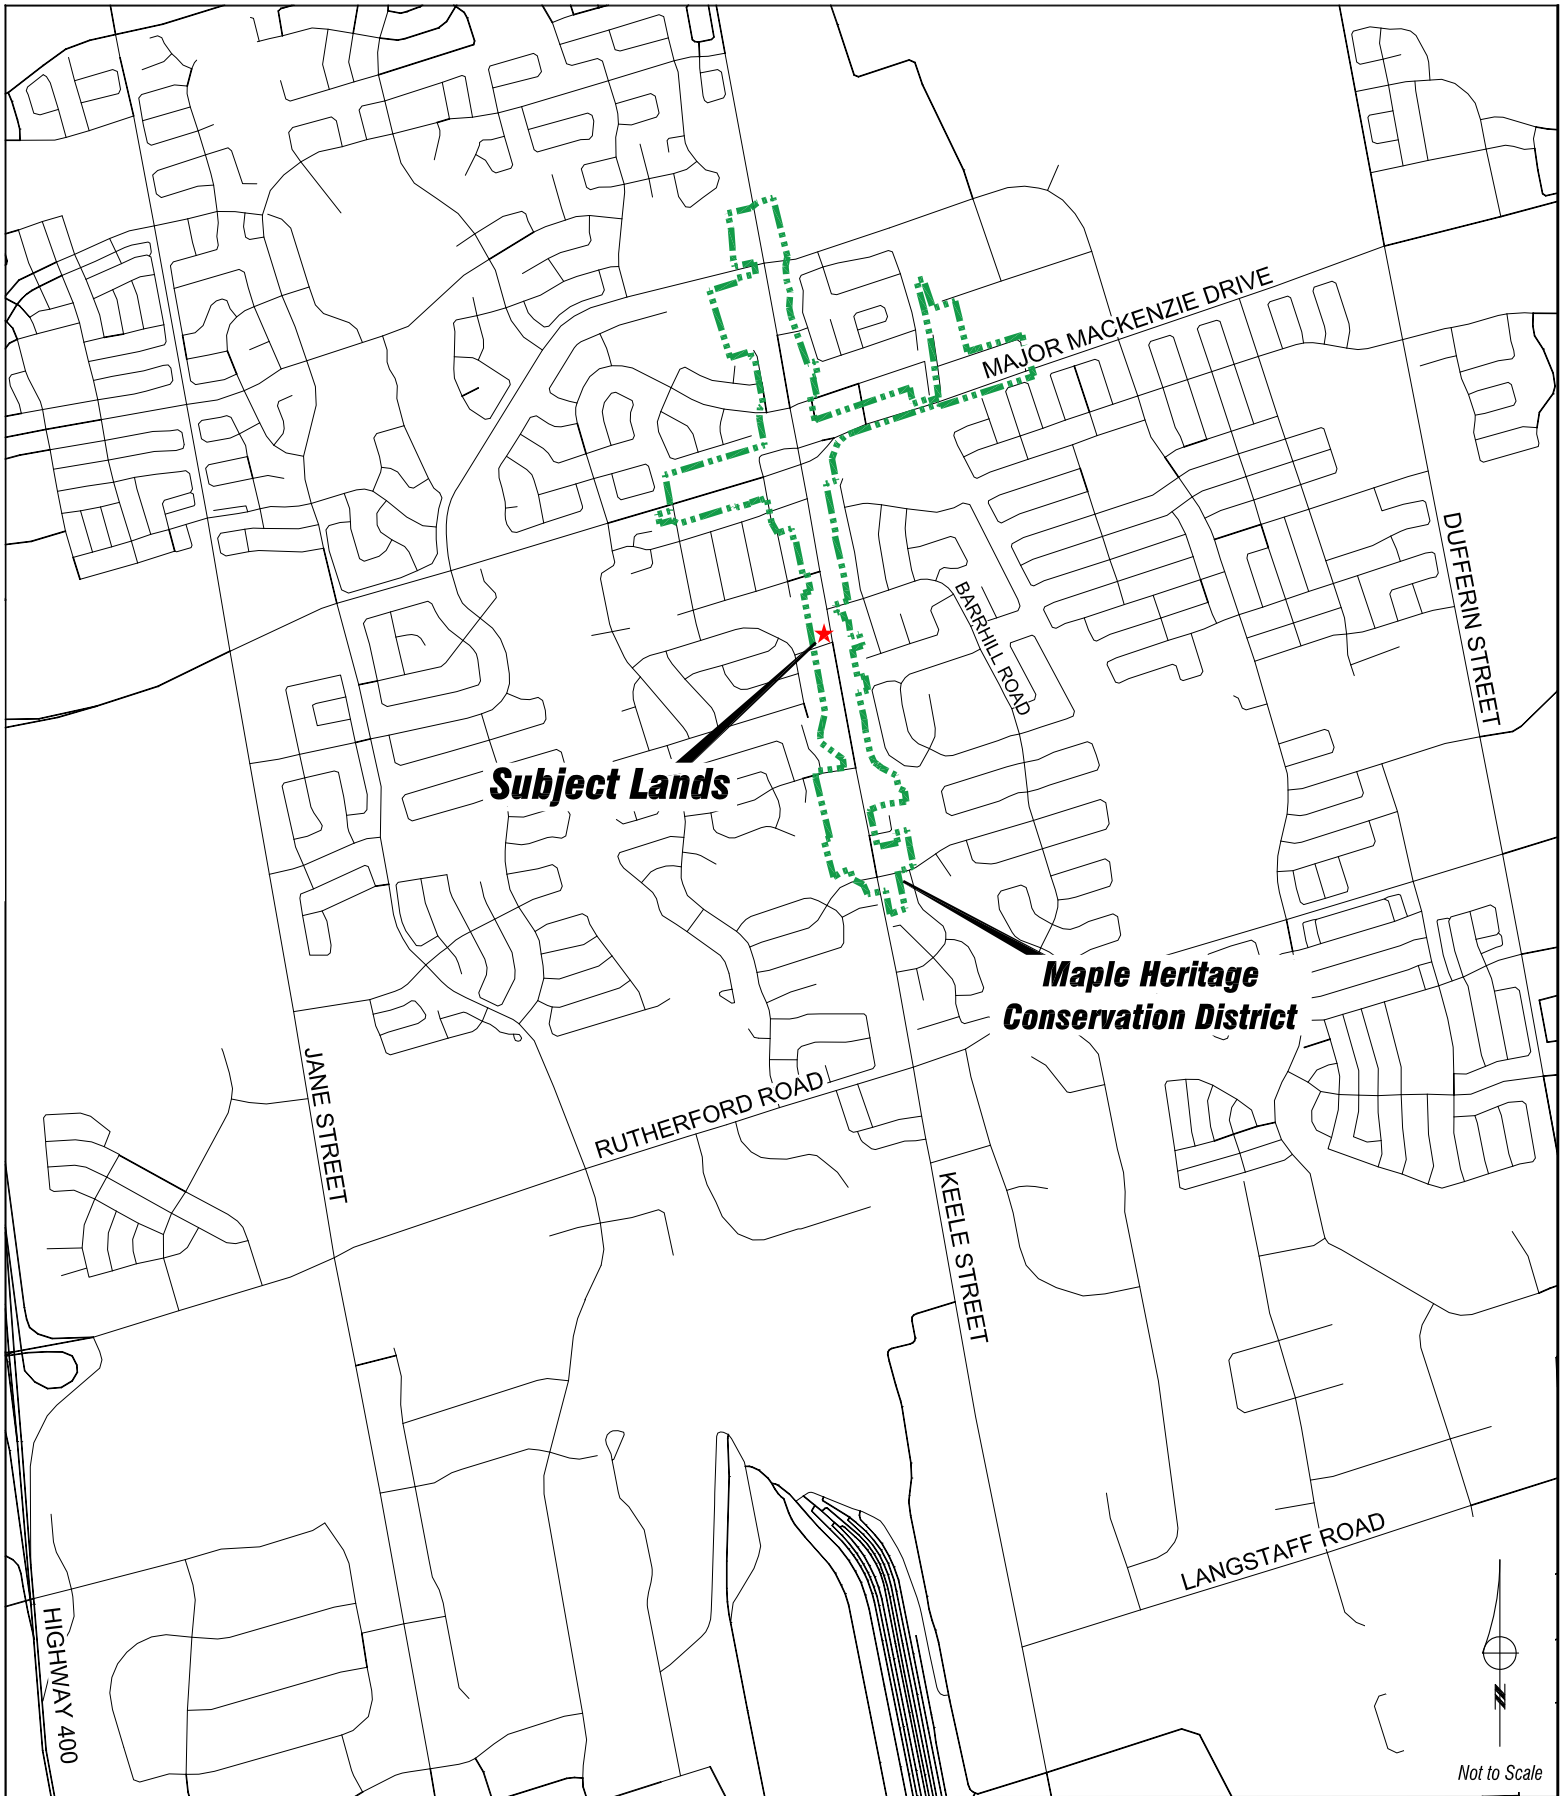 MAJOR MACKENZIE DRIVE
DUFFERIN STREET
BARRHILL ROAD
Subject Lands
Maple Heritage
Conservation District
JANE STREET
RUTHERFORD ROAD
KEELE STREET
LANGSTAFF ROAD
HIGHWAY 400
N
Not to Scale